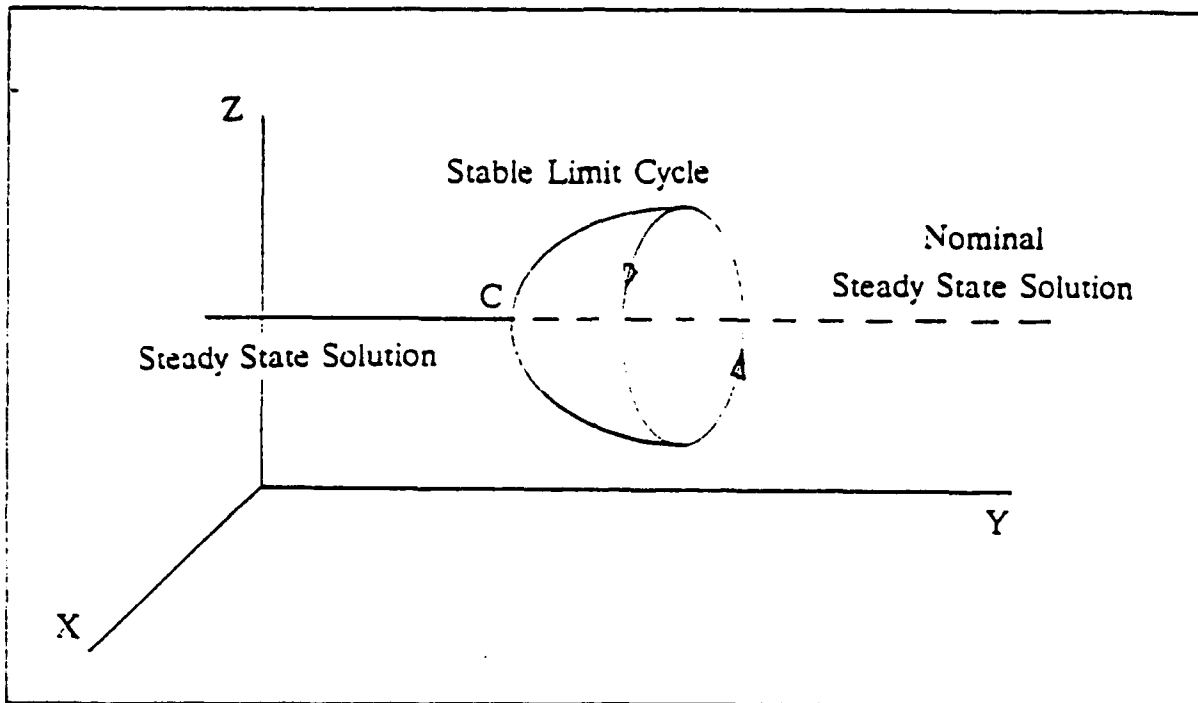 Z
Stable Limit Cycle
Nominal
Steady State Solution
C
Steady State Solution
Y
X